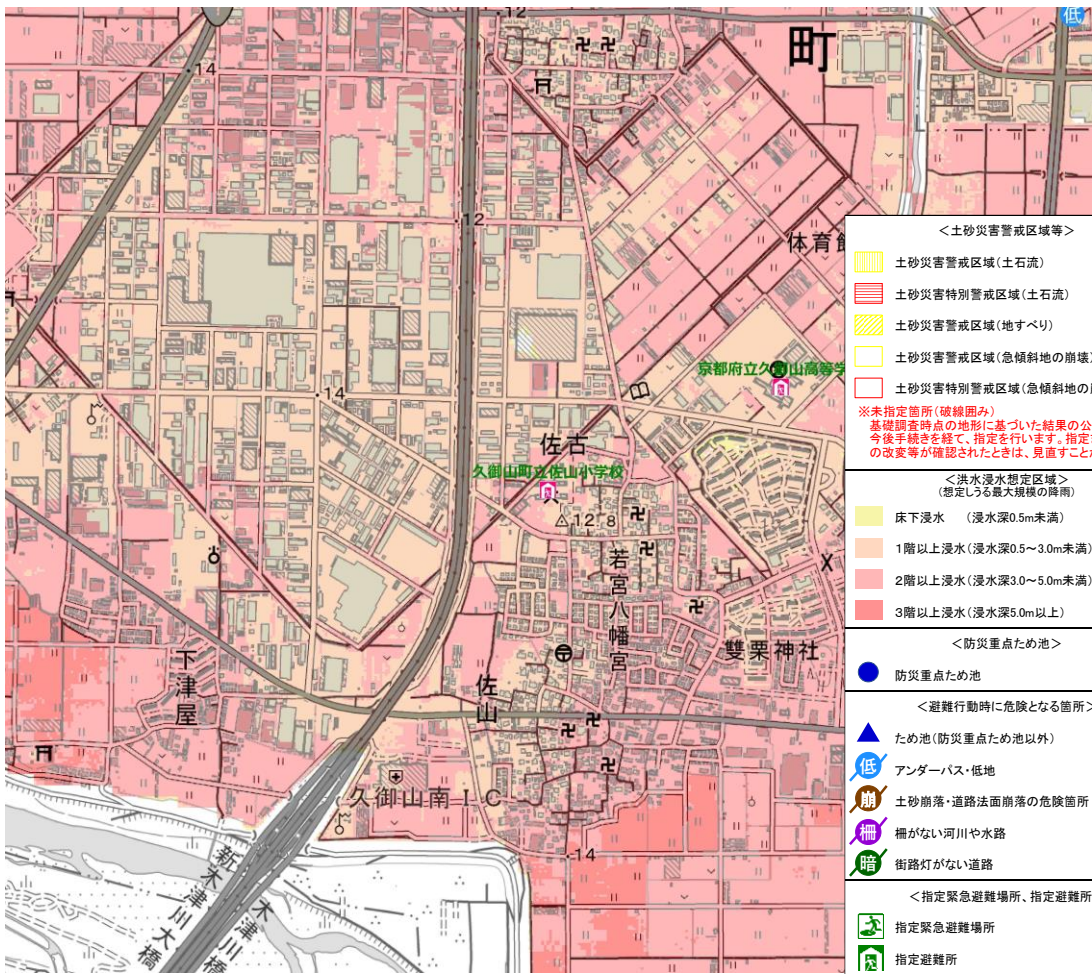 12
低
町
14
12
体育館
京都府立久御山高等学
14
佐古
久御山町立佐山小学校
12.8
若宮八幡宮
雙栗神社
下津屋
佐山
久御山南IC
14
新木津川大橋
木津川橋
<土砂災害警戒区域等>
土砂災害警戒区域(土石流)
土砂災害特別警戒区域(土石流)
土砂災害警戒区域(地すべり)
土砂災害警戒区域(急傾斜地の崩壊)
土砂災害特別警戒区域(急傾斜地の
※未指定箇所(破線囲み)
基礎調査時点の地形に基づいた結果の公
今後手続きを経て、指定を行います。指定
の改変等が確認されたときは、見直すこと
<洪水浸水想定区域>
(想定しうる最大規模の降雨)
床下浸水 (浸水深0.5m未満)
1階以上浸水(浸水深0.5~3.0m未満)
2階以上浸水(浸水深3.0~5.0m未満)
3階以上浸水(浸水深5.0m以上)
<防災重点ため池>
防災重点ため池
<避難行動時に危険となる箇所>
ため池(防災重点ため池以外)
低 アンダーパス・低地
崩 土砂崩落・道路法面崩落の危険箇所
柵 柵がない河川や水路
暗 街路灯がない道路
<指定緊急避難場所、指定避難所
指定緊急避難場所
指定避難所